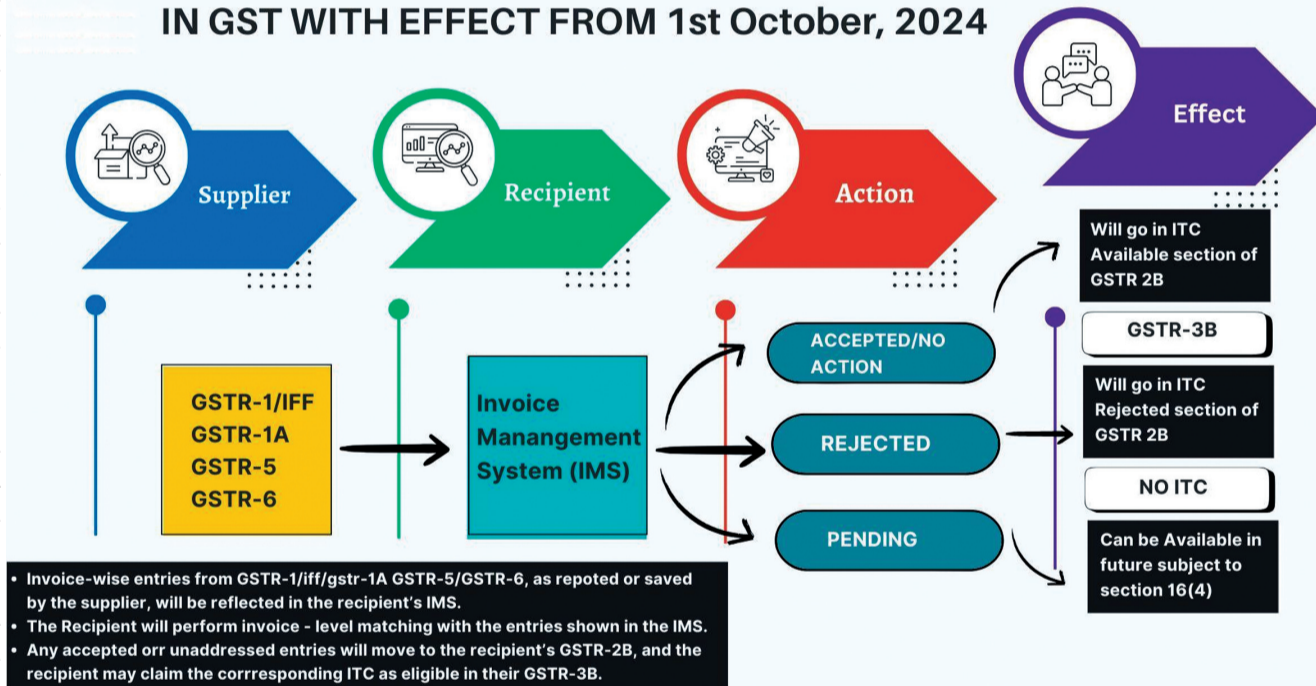 IN GST WITH EFFECT FROM 1st October, 2024
Supplier
Recipient
Action
Effect
GSTR-1/IFF
GSTR-1A
GSTR-5
GSTR-6
Invoice
Manangement
System (IMS)
ACCEPTED/NO
ACTION
REJECTED
PENDING
Will go in ITC
Available section of
GSTR 2B
GSTR-3B
Will go in ITC
Rejected section of
GSTR 2B
NO ITC
Can be Available in
future subject to
section 16(4)
• Invoice-wise entries from GSTR-1/iff/gstr-1A GSTR-5/GSTR-6, as repoted or saved
by the supplier, will be reflected in the recipient's IMS.
• The Recipient will perform invoice - level matching with the entries shown in the IMS.
• Any accepted orr unaddressed entries will move to the recipient's GSTR-2B, and the
recipient may claim the corrresponding ITC as eligible in their GSTR-3B.